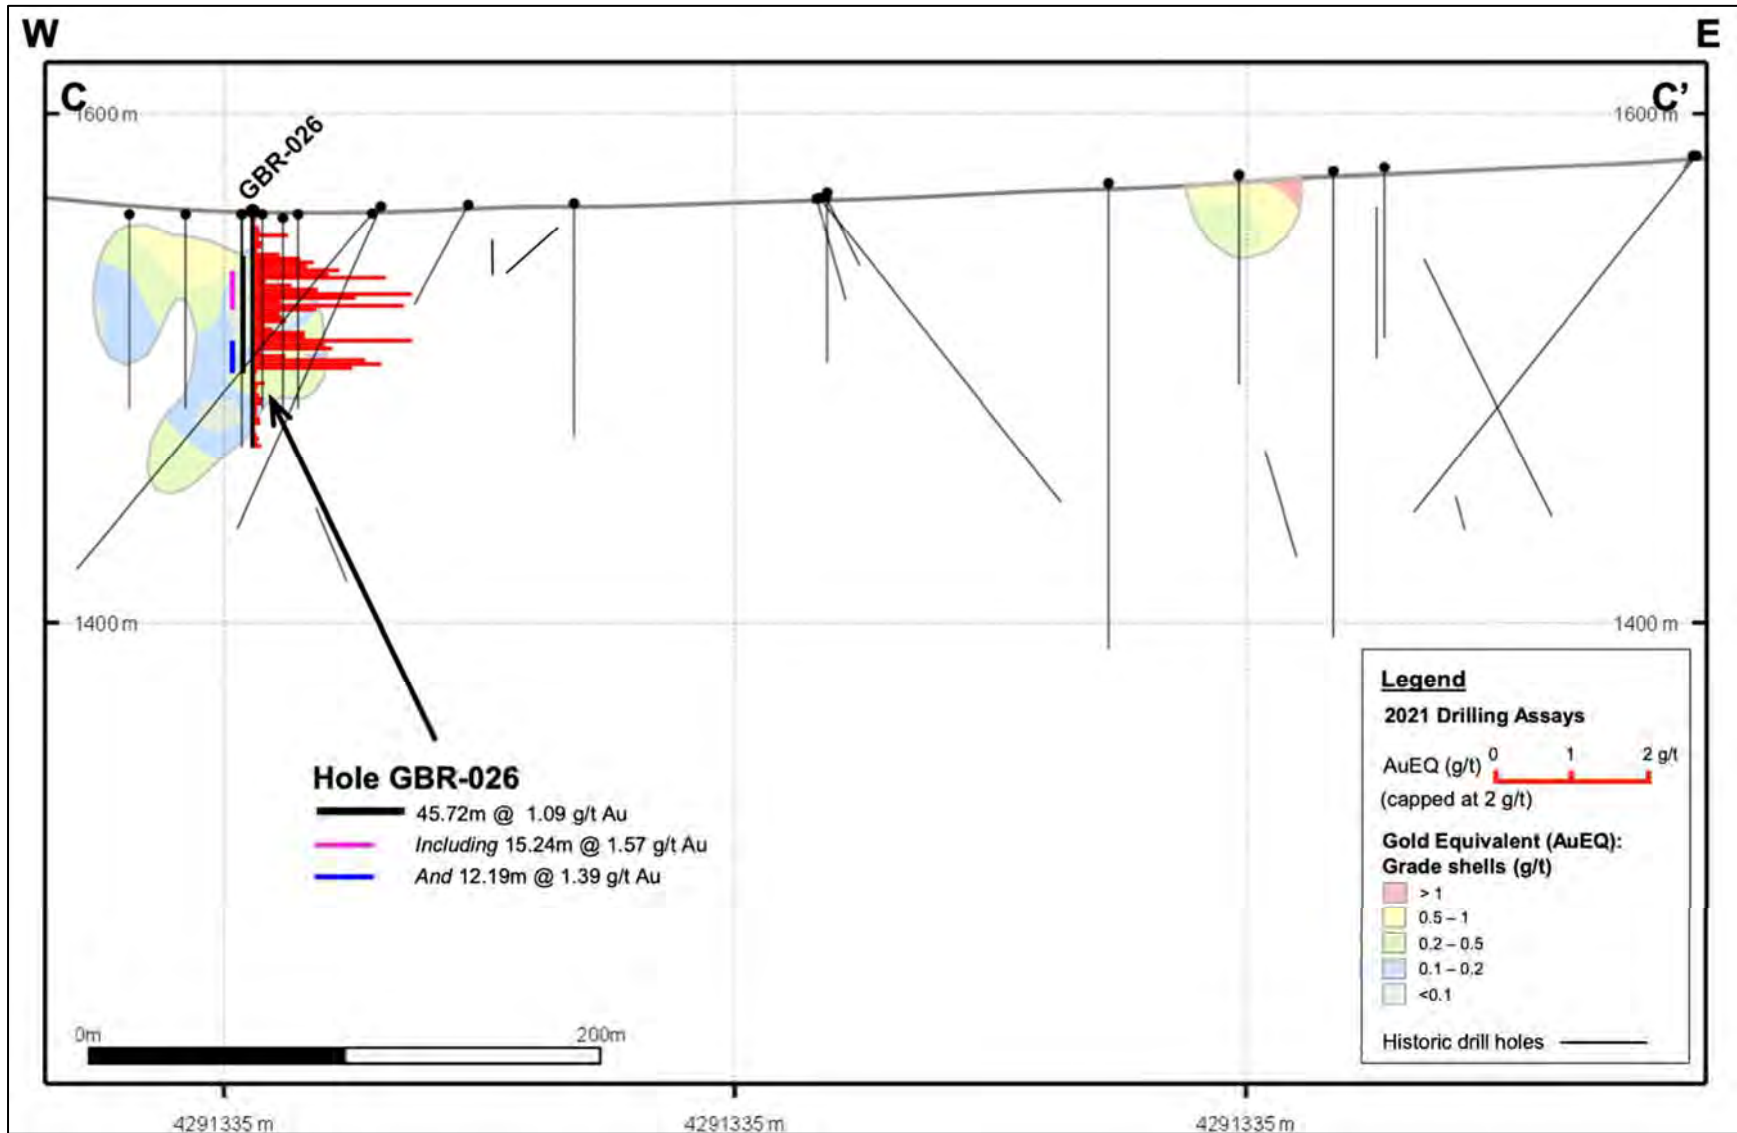 W
E
C
C’
1600 m
1600 m
GBR-026
1400 m
1400 m
Hole GBR-026
45.72m @ 1.09 g/t Au
Including 15.24m @ 1.57 g/t Au
And 12.19m @ 1.39 g/t Au
Legend
2021 Drilling Assays
0 1 2 g/t
AuEQ (g/t)
(capped at 2 g/t)
Gold Equivalent (AuEQ):
Grade shells (g/t)
> 1
0.5 – 1
0.2 – 0.5
0.1 – 0.2
<0.1
Historic drill holes
0m 200m
4291335 m 4291335 m 4291335 m